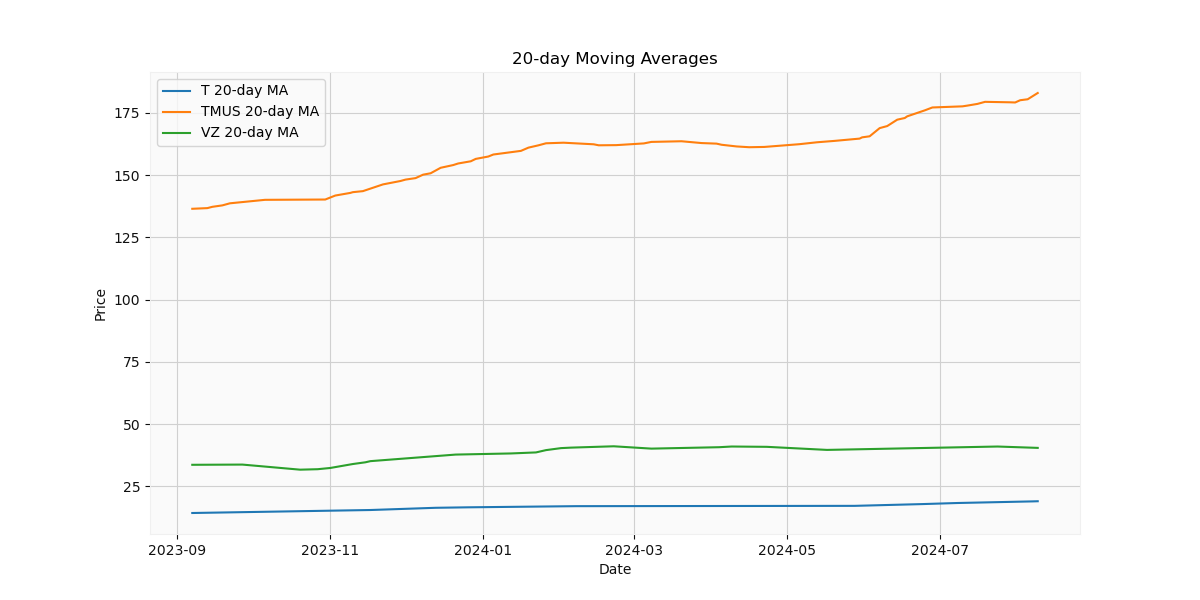 20-day Moving Averages
T 20-day MA
TMUS 20-day MA
VZ 20-day MA
Price
175
150
125
100
75
50
25
2023-09 2023-11 2024-01 2024-03 2024-05 2024-07
Date